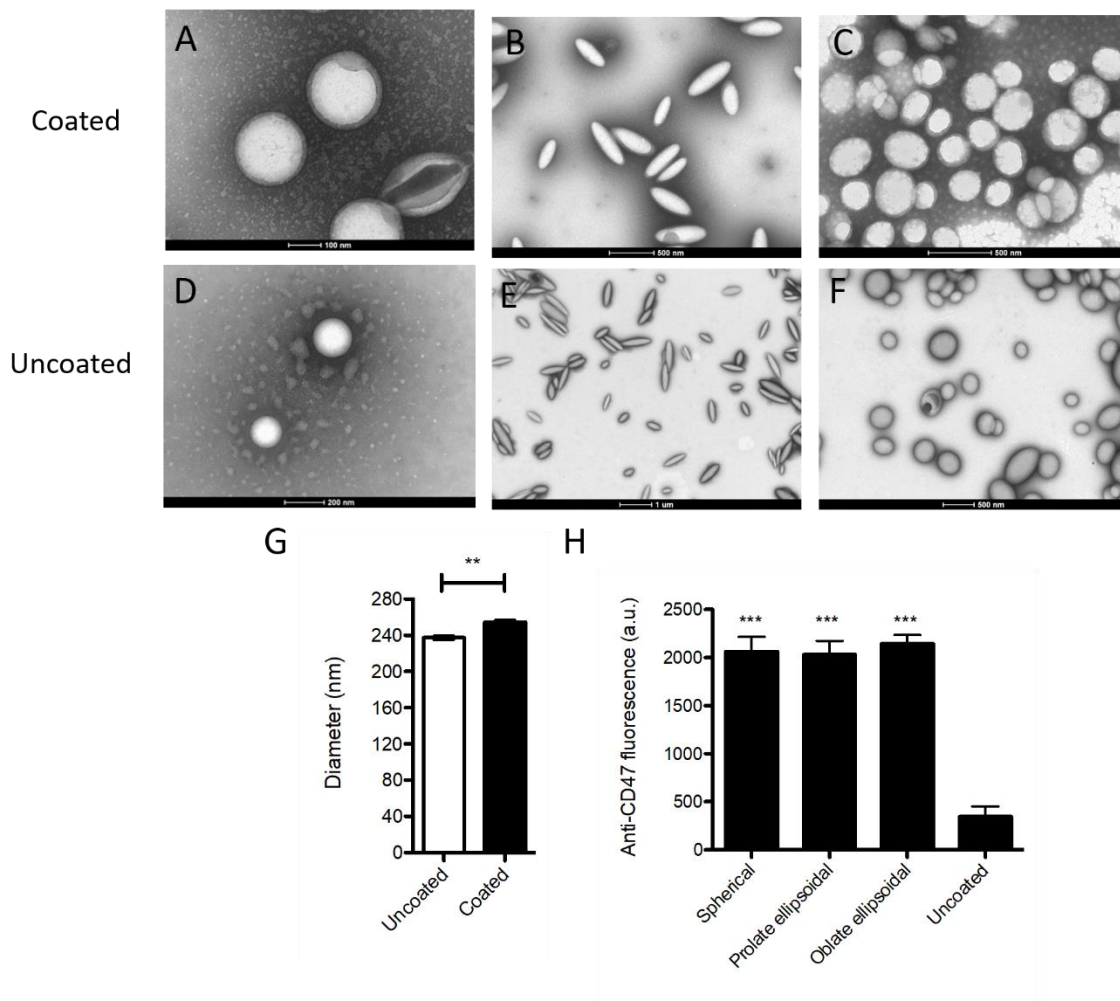 A
B
C
Coated
100 nm
500 nm
500 nm
D
E
F
Uncoated
200 nm
1 um
500 nm
G
H
**
280
240
200
160
120
80
40
0
Diameter (nm)
Uncoated
Coated
2500
2000
1500
1000
500
0
Anti-CD47 fluorescence (a.u.)
***
***
***
Spherical
Prolate ellipsoidal
Oblate ellipsoidal
Uncoated